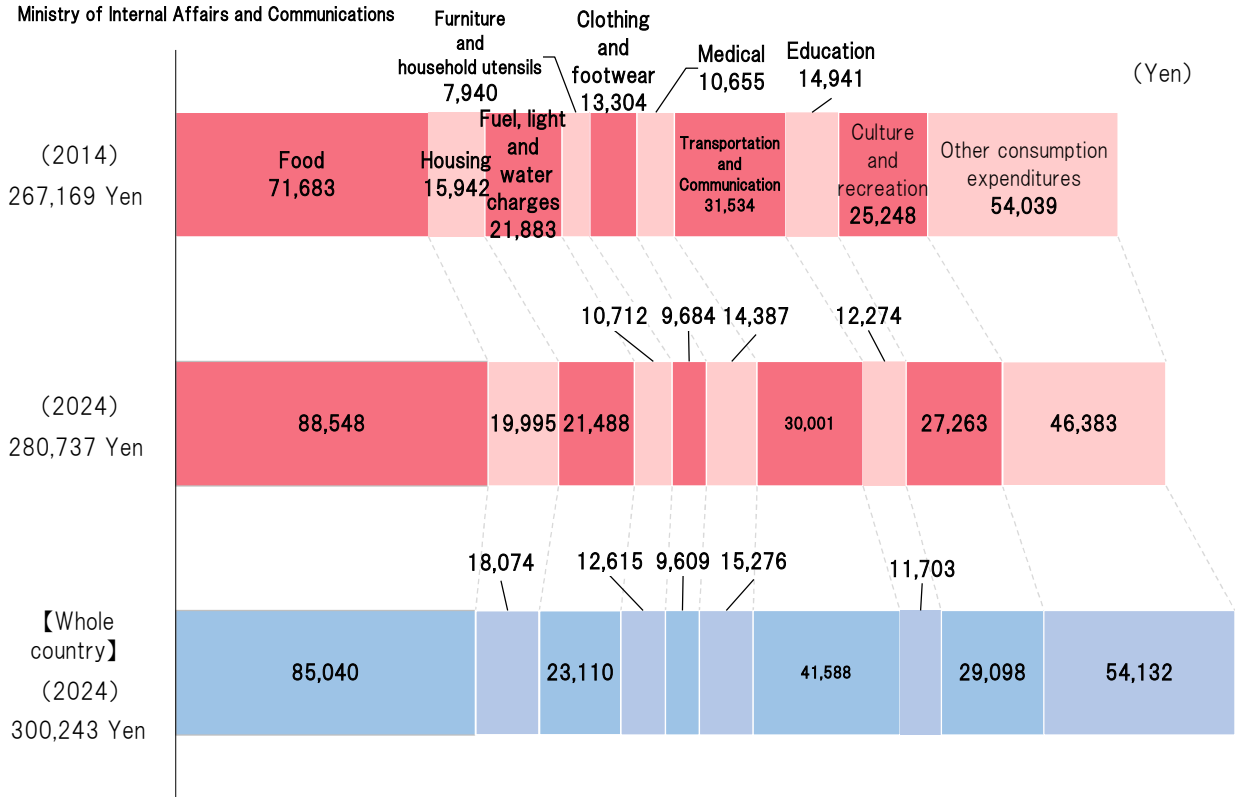 Ministry of Internal Affairs and Communications
(Yen)
Furniture
and
household utensils
7,940
Clothing
and
footwear
13,304
Medical
10,655
Education
14,941
(2014)
267,169 Yen
Food
71,683
Housing
15,942
Fuel, light
and
water
charges
21,883
Transportation
and
Communication
31,534
Culture
and
recreation
25,248
Other consumption
expenditures
54,039
10,712
9,684
14,387
12,274
(2024)
280,737 Yen
88,548
19,995
21,488
30,001
27,263
46,383
18,074
12,615
9,609
15,276
11,703
【Whole
country】
(2024)
300,243 Yen
85,040
23,110
41,588
29,098
54,132